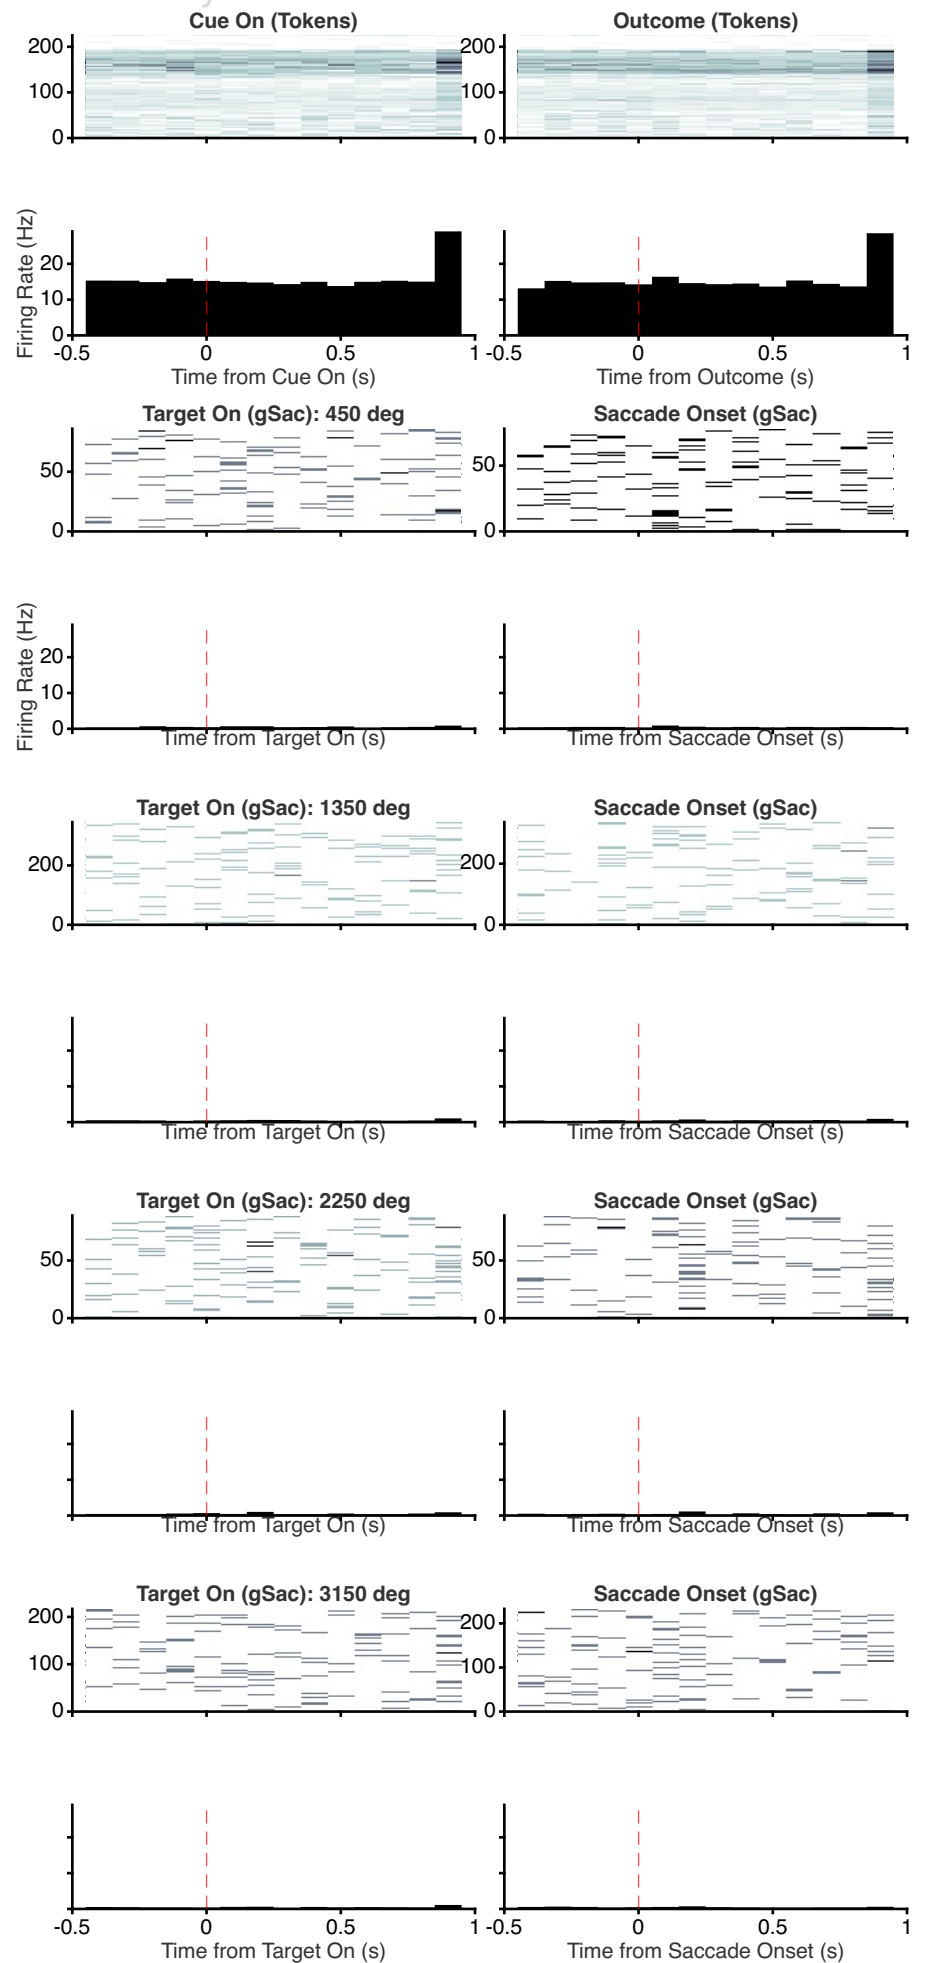 Cue On (Tokens) Outcome (Tokens)
200 200
100 100
0 0
Firing Rate (Hz)
20
10
0
-0.5 0 0.5 1 -0.5 0 0.5 1
Time from Cue On (s) Time from Outcome (s)
Target On (gSac): 450 deg Saccade Onset (gSac)
50 50
0 0
Firing Rate (Hz)
20
10
0
Time from Target On (s) Time from Saccade Onset (s)
Target On (gSac): 1350 deg Saccade Onset (gSac)
200 200
0 0
Time from Target On (s) Time from Saccade Onset (s)
Target On (gSac): 2250 deg Saccade Onset (gSac)
50 50
0 0
Time from Target On (s) Time from Saccade Onset (s)
Target On (gSac): 3150 deg Saccade Onset (gSac)
200 200
100 100
0 0
-0.5 0 0.5 1 -0.5 0 0.5 1
Time from Target On (s) Time from Saccade Onset (s)